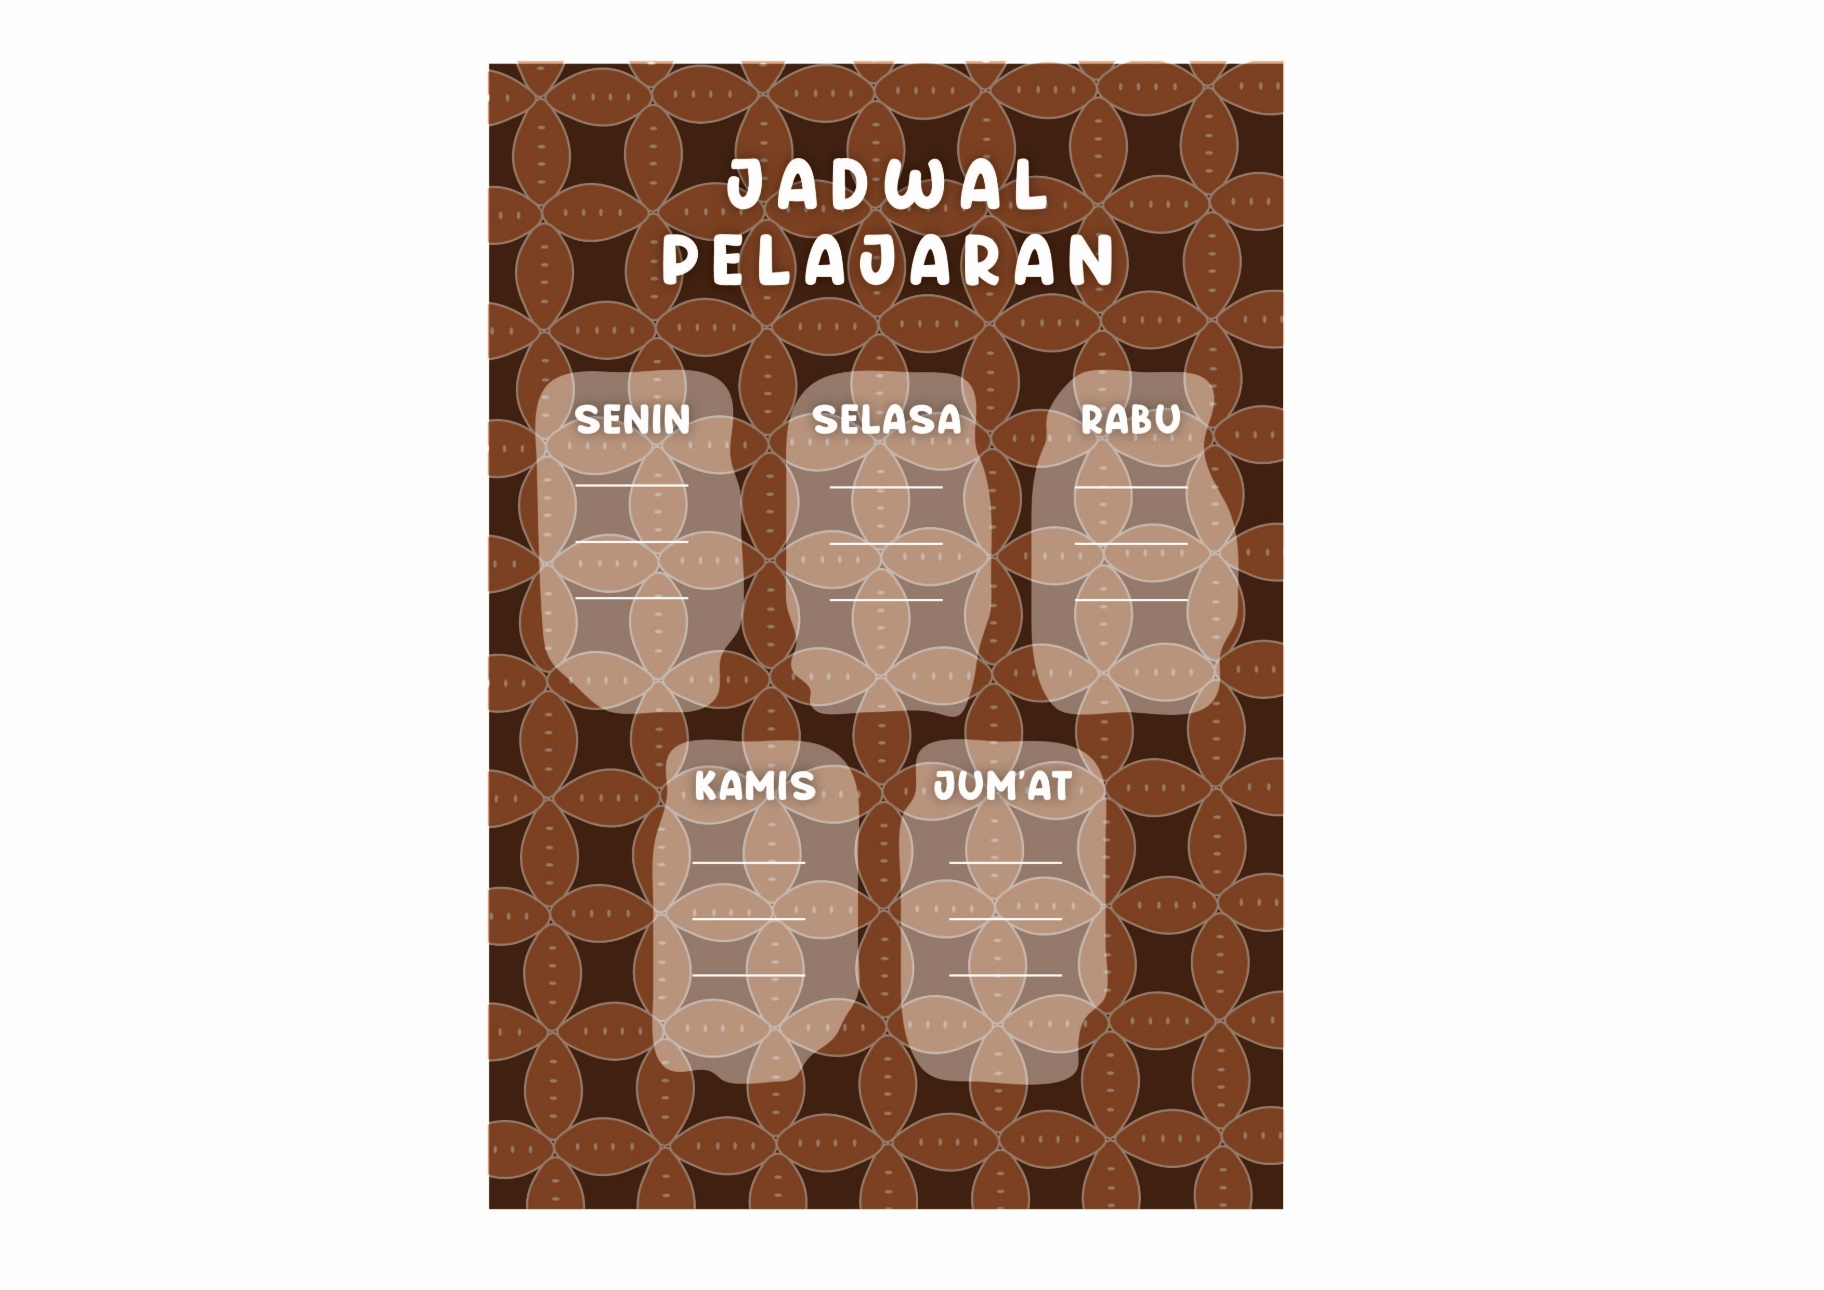 JADWAL
PELAJARAN
SENIN
SELASA
RABU
KAMIS
JUM'AT